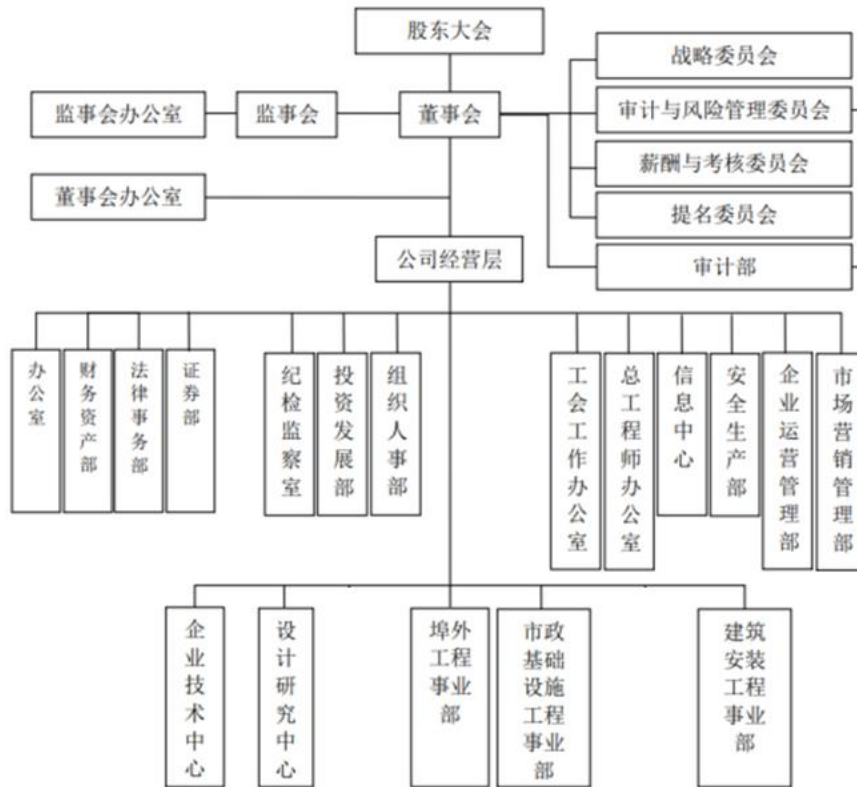 股东大会
战略委员会
监事会办公室
监事会
董事会
审计与风险管理委员会
薪酬与考核委员会
董事会办公室
提名委员会
公司经营层
审计部
办公室
财务资产部
法律事务部
证券部
纪检监察室
投资发展部
组织人事部
工会工作办公室
总工程师办公室
信息中心
安全生产部
企业运营管理部
市场营销管理部
企业技术中心
设计研究中心
埠外
工程
事业
部
市政
基础
设施
工程
事业
部
建筑
安装
工程
事业
部